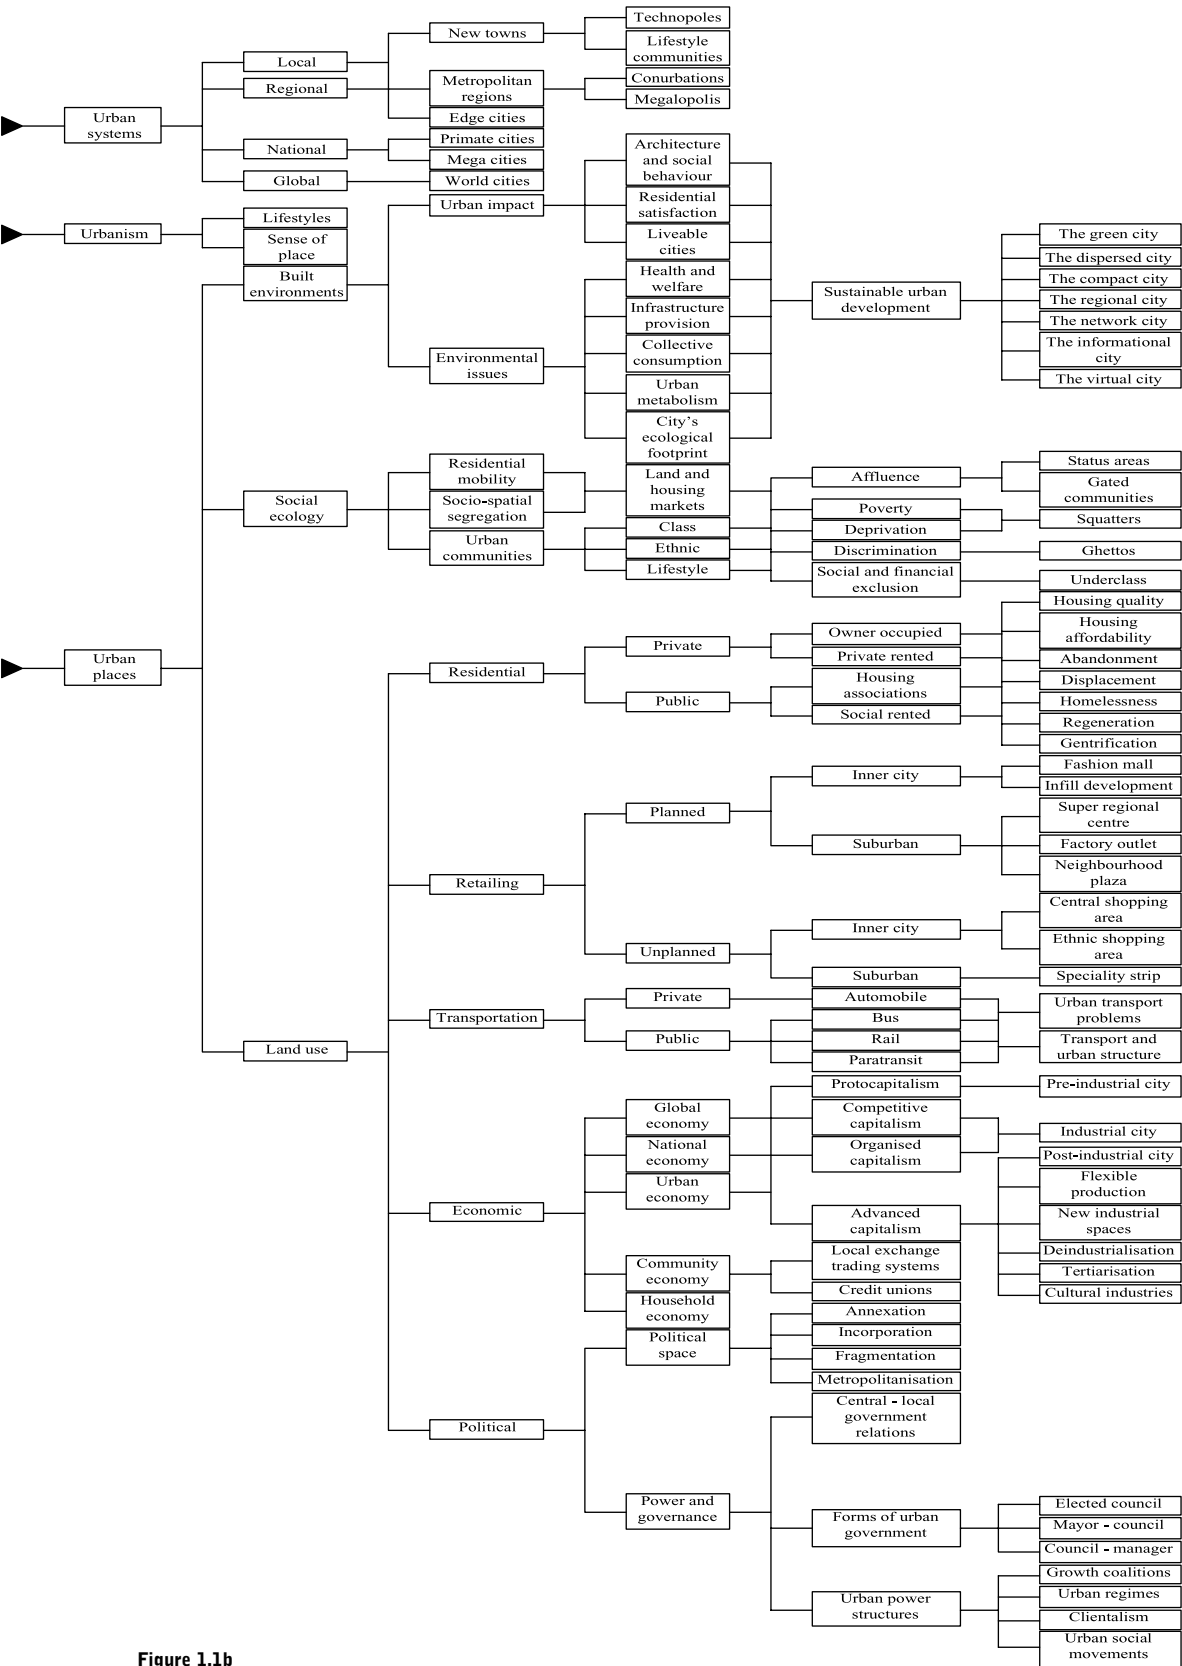 Technopoles
New towns
Lifestyle
communities
Local
Conurbations
Regional
Metropolitan
regions
Megalopolis
Edge cities
Urban
systems
Primate cities
National
Mega cities
Global
World cities
Architecture
and social
behaviour
Urban impact
Residential
satisfaction
Lifestyles
Urbanism
Sense of
place
Liveable
cities
The green city
The dispersed city
Built
environments
Health and
welfare
The compact city
Sustainable urban
development
The regional city
Infrastructure
provision
The network city
The informational
city
Environmental
issues
Collective
consumption
The virtual city
Urban
metabolism
City's
ecological
footprint
Residential
mobility
Status areas
Affluence
Land and
housing
markets
Gated
communities
Social
ecology
Socio-spatial
segregation
Poverty
Squatters
Class
Deprivation
Urban
communities
Ethnic
Discrimination
Ghettos
Lifestyle
Social and financial
exclusion
Underclass
Housing quality
Owner occupied
Housing
affordability
Private
Private rented
Abandonment
Urban
places
Residential
Housing
associations
Displacement
Public
Homelessness
Social rented
Regeneration
Gentrification
Fashion mall
Inner city
Infill development
Planned
Super regional
centre
Suburban
Factory outlet
Neighbourhood
plaza
Retailing
Central shopping
area
Inner city
Ethnic shopping
area
Unplanned
Suburban
Speciality strip
Private
Automobile
Urban transport
problems
Transportation
Bus
Public
Rail
Transport and
urban structure
Land use
Paratransit
Protocapitalism
Pre-industrial city
Global
economy
Competitive
capitalism
Industrial city
National
economy
Organised
capitalism
Post-industrial city
Urban
economy
Flexible
production
Economic
Advanced
capitalism
New industrial
spaces
Local exchange
trading systems
Deindustrialisation
Community
economy
Tertiarisation
Credit unions
Cultural industries
Household
economy
Annexation
Political
space
Incorporation
Fragmentation
Metropolitanisation
Central - local
government
relations
Political
Power and
governance
Elected council
Forms of urban
government
Mayor - council
Council - manager
Growth coalitions
Urban power
structures
Urban regimes
Clientalism
Urban social
movements
Figure 1.1b